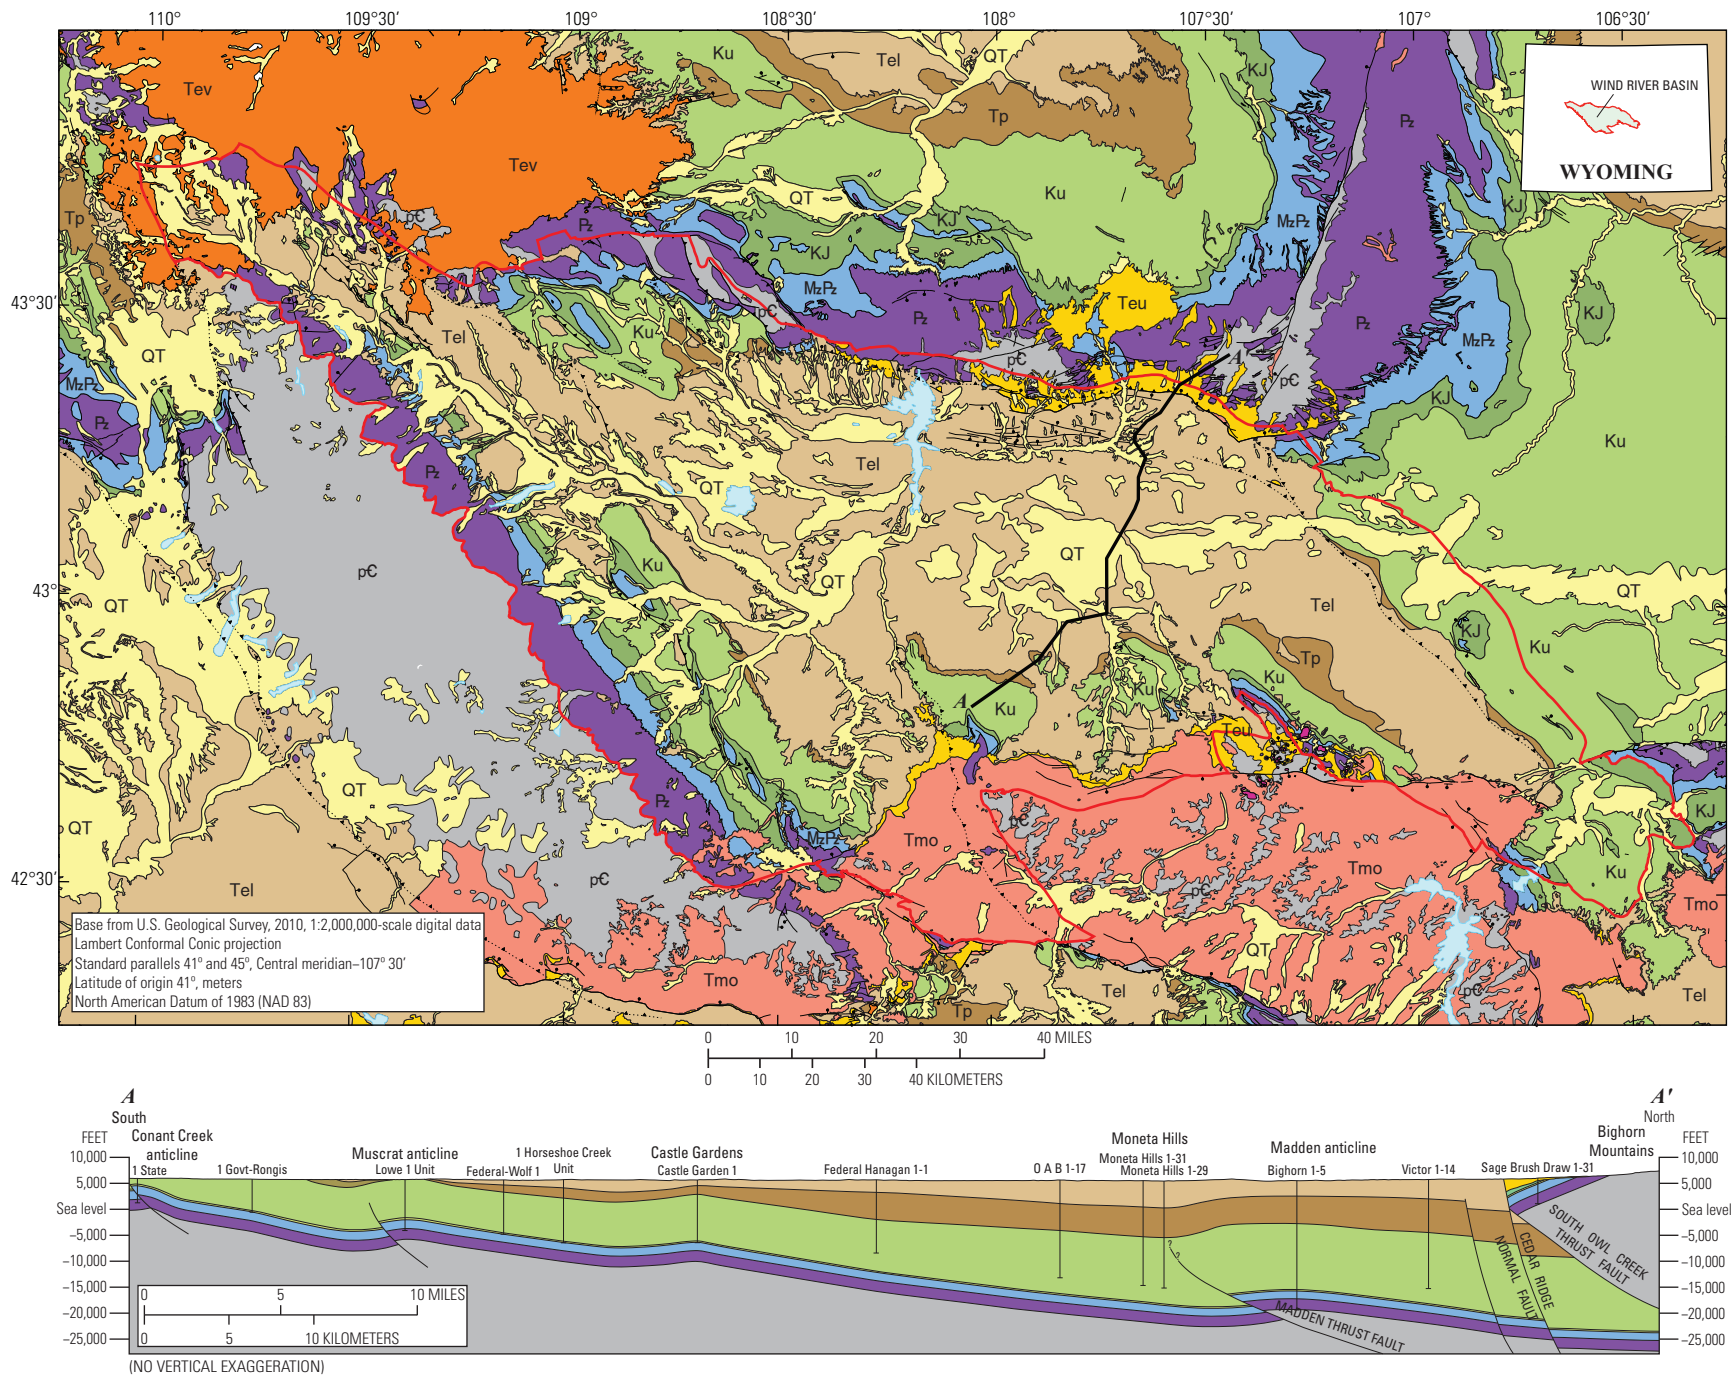 110°
109°30'
109°
108°30'
108°
107°30'
107°
106°30'
43°30'
43°
42°30'
WIND RIVER BASIN
WYOMING
Tev
Ku
Tel
QT
KJ
Pz
Tp
Tev
Ku
QT
MzPz
KJ
Tp
p-Є
Pz
KJ
KJ
MzPz
Teu
Pz
KJ
Tel
Ku
p-Є
Pz
MzPz
QT
MzPz
p-Є
A'
p-Є
KJ
Pz
Ku
Pz
Tel
QT
QT
Ku
p-Є
QT
QT
Tel
QT
KJ
Ku
Tp
Ku
Ku
A
Ku
Teu
QT
Pz
QT
MzPz
Tmo
p-Є
Tmo
KJ
Ku
Tel
p-Є
p-Є
Tmo
QT
Tmo
Tel
p-Є
Tel
Tp
Base from U.S. Geological Survey, 2010, 1:2,000,000-scale digital data
Lambert Conformal Conic projection
Standard parallels 41° and 45°, Central meridian–107° 30'
Latitude of origin 41°, meters
North American Datum of 1983 (NAD 83)
0 10 20 30 40 MILES
0 10 20 30 40 KILOMETERS
A
South
A'
North
FEET
10,000
5,000
Sea level
–5,000
–10,000
–15,000
–20,000
–25,000
Conant Creek
anticline
1 State
1 Govt-Rongis
Muscrat anticline
Lowe 1 Unit
Federal-Wolf 1
1 Horseshoe Creek
Unit
Castle Gardens
Castle Garden 1
Federal Hanagan 1-1
O A B 1-17
Moneta Hills
Moneta Hills 1-31
Moneta Hills 1-29
Madden anticline
Bighorn 1-5
Victor 1-14
Sage Brush Draw 1-31
Bighorn
Mountains
FEET
10,000
5,000
Sea level
–5,000
–10,000
–15,000
–20,000
–25,000
? ?
MADDEN THRUST FAULT
NORMAL FAULT
CEDAR RIDGE
SOUTH OWL CREEK
THRUST FAULT
0 5 10 MILES
0 5 10 KILOMETERS
(NO VERTICAL EXAGGERATION)